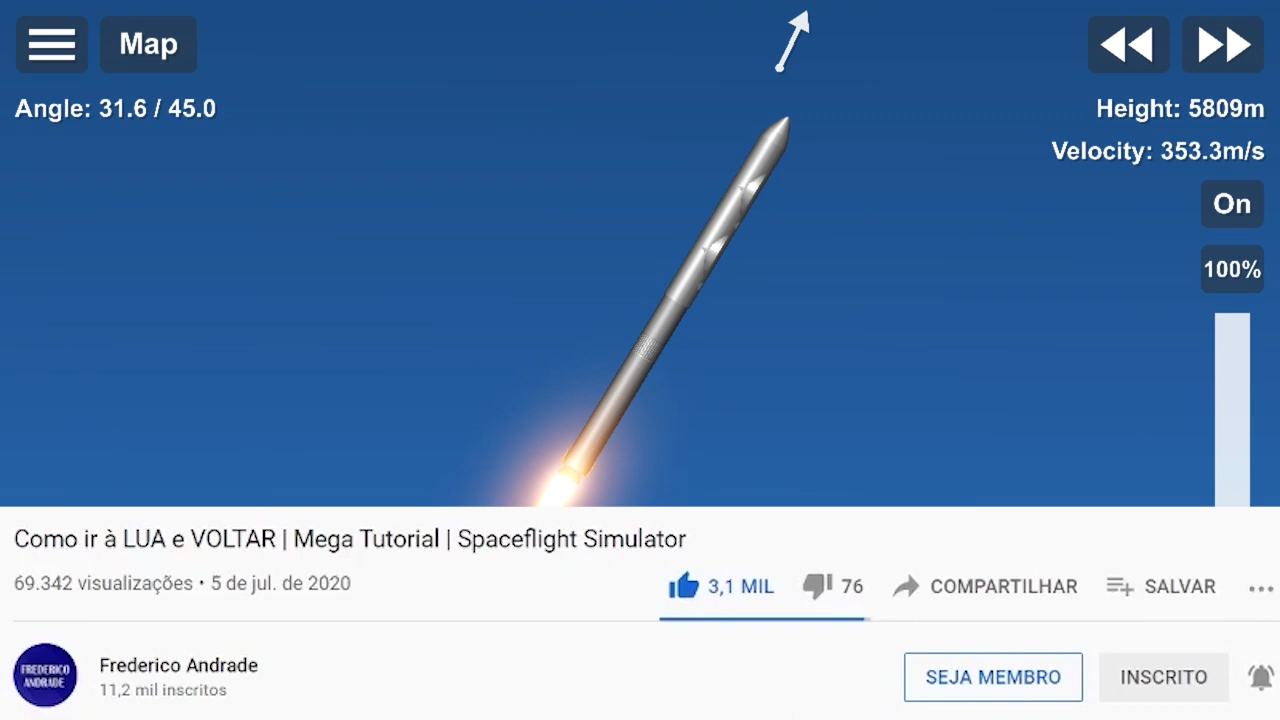 Map
Angle: 31.6 / 45.0
Height: 5809m
Velocity: 353.3m/s
On
100%
Como ir à LUA e VOLTAR | Mega Tutorial | Spaceflight Simulator
69.342 visualizações • 5 de jul. de 2020
3,1 MIL 76 COMPARTILHAR SALVAR
FREDERICO
ANDRADE
Frederico Andrade
11,2 mil inscritos
SEJA MEMBRO INSCRITO